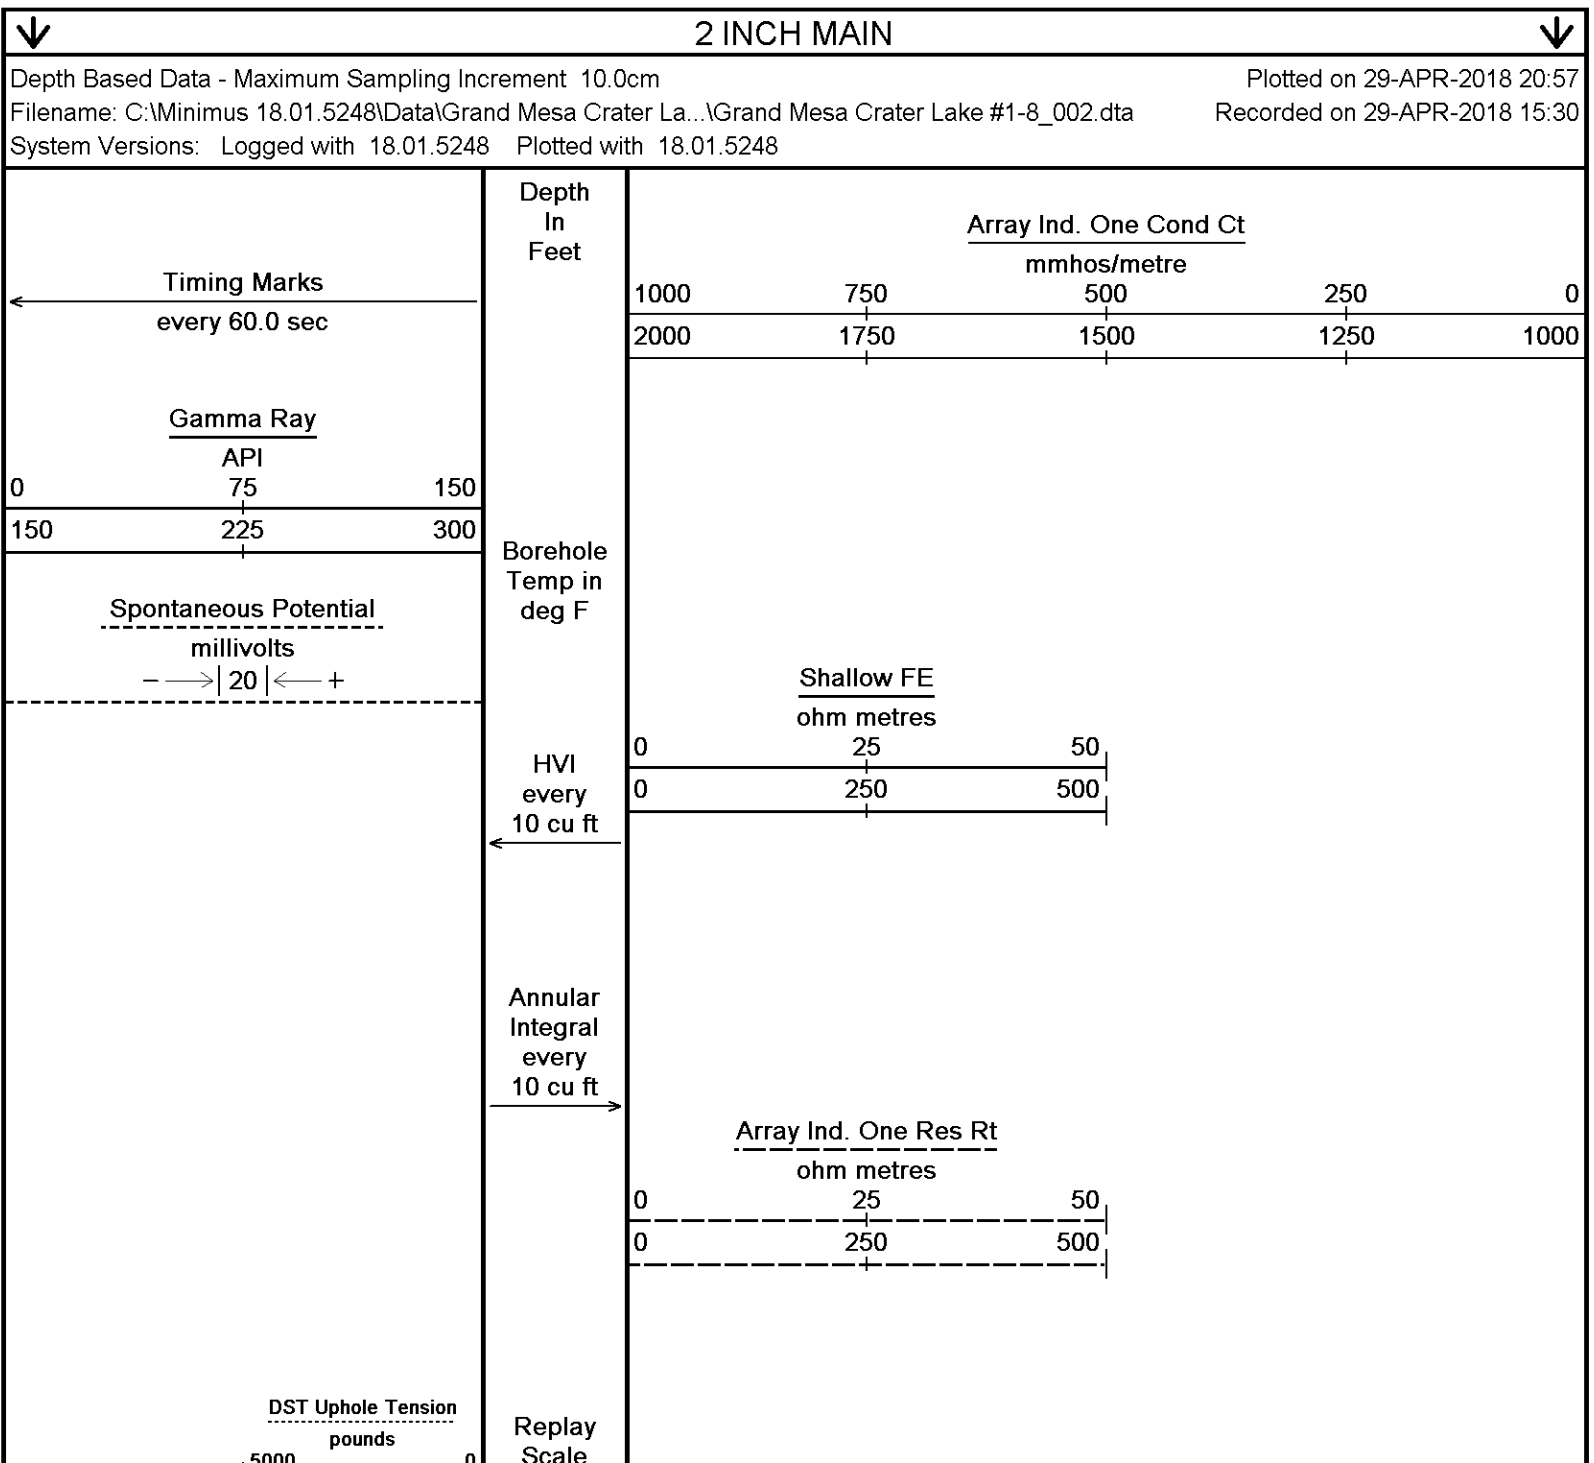 2 INCH MAIN
Depth Based Data - Maximum Sampling Increment 10.0cm
Plotted on 29-APR-2018 20:57
Filename: C:\Minimus 18.01.5248\Data\Grand Mesa Crater La...\Grand Mesa Crater Lake #1-8_002.dta
Recorded on 29-APR-2018 15:30
System Versions: Logged with 18.01.5248 Plotted with 18.01.5248
Timing Marks
every 60.0 sec
Gamma Ray
API
0 75 150
150 225 300
Spontaneous Potential
millivolts
− →|20|← +
DST Uphole Tension
pounds
5000 0
Depth
In
Feet
Borehole
Temp in
deg F
HVI
every
10 cu ft
Annular
Integral
every
10 cu ft
Replay
Scale
Array Ind. One Cond Ct
mmhos/metre
1000 750 500 250 0
2000 1750 1500 1250 1000
Shallow FE
ohm metres
0 25 50
0 250 500
Array Ind. One Res Rt
ohm metres
0 25 50
0 250 500